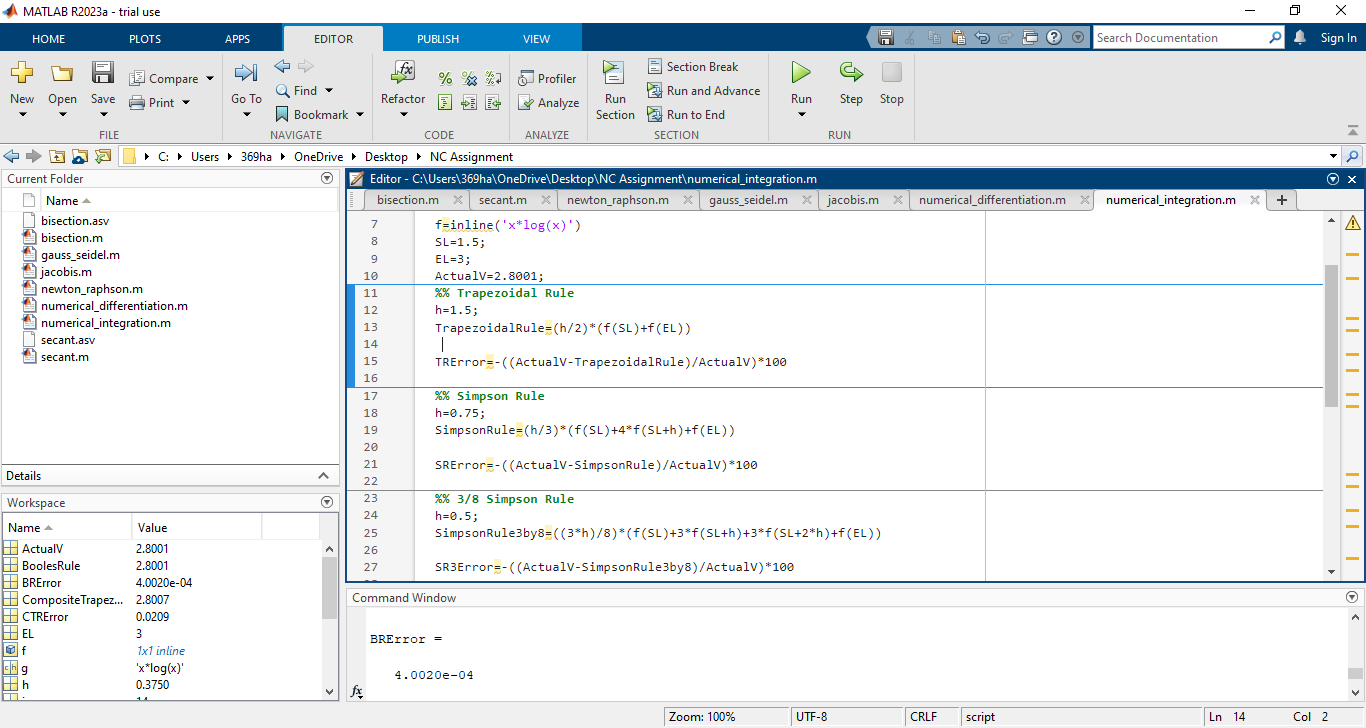 MATLAB R2023a - trial use
HOME PLOTS APPS EDITOR PUBLISH VIEW
Search Documentation
Sign In
New Open Save Compare Print
FILE
Go To Find Bookmark
NAVIGATE
Refactor
CODE
Profiler
Analyze
ANALYZE
Run Section
Section Break
Run and Advance
Run to End
SECTION
Run Step Stop
RUN
C: Users 369ha OneDrive Desktop NC Assignment
Current Folder
Name
bisection.asv
bisection.m
gauss_seidel.m
jacobis.m
newton_raphson.m
numerical_differentiation.m
numerical_integration.m
secant.asv
secant.m
Details
Workspace
Name Value
ActualV 2.8001
BoolesRule 2.8001
BRError 4.0020e-04
CompositeTrapez... 2.8007
CTRError 0.0209
EL 3
f 1x1 inline
g 'x*log(x)'
h 0.3750
Editor - C:\Users\369ha\OneDrive\Desktop\NC Assignment\numerical_integration.m
bisection.m secant.m newton_raphson.m gauss_seidel.m jacobis.m numerical_differentiation.m numerical_integration.m
7 f=inline('x*log(x)')
8 SL=1.5;
9 EL=3;
10 ActualV=2.8001;
11 %% Trapezoidal Rule
12 h=1.5;
13 TrapezoidalRule=(h/2)*(f(SL)+f(EL))
14
15 TRError=-((ActualV-TrapezoidalRule)/ActualV)*100
16
17 %% Simpson Rule
18 h=0.75;
19 SimpsonRule=(h/3)*(f(SL)+4*f(SL+h)+f(EL))
20
21 SRError=-((ActualV-SimpsonRule)/ActualV)*100
22
23 %% 3/8 Simpson Rule
24 h=0.5;
25 SimpsonRule3by8=((3*h)/8)*(f(SL)+3*f(SL+h)+3*f(SL+2*h)+f(EL))
26
27 SR3Error=-((ActualV-SimpsonRule3by8)/ActualV)*100
Command Window
BRError =
4.0020e-04
fx
Zoom: 100% UTF-8 CRLF script Ln 14 Col 2